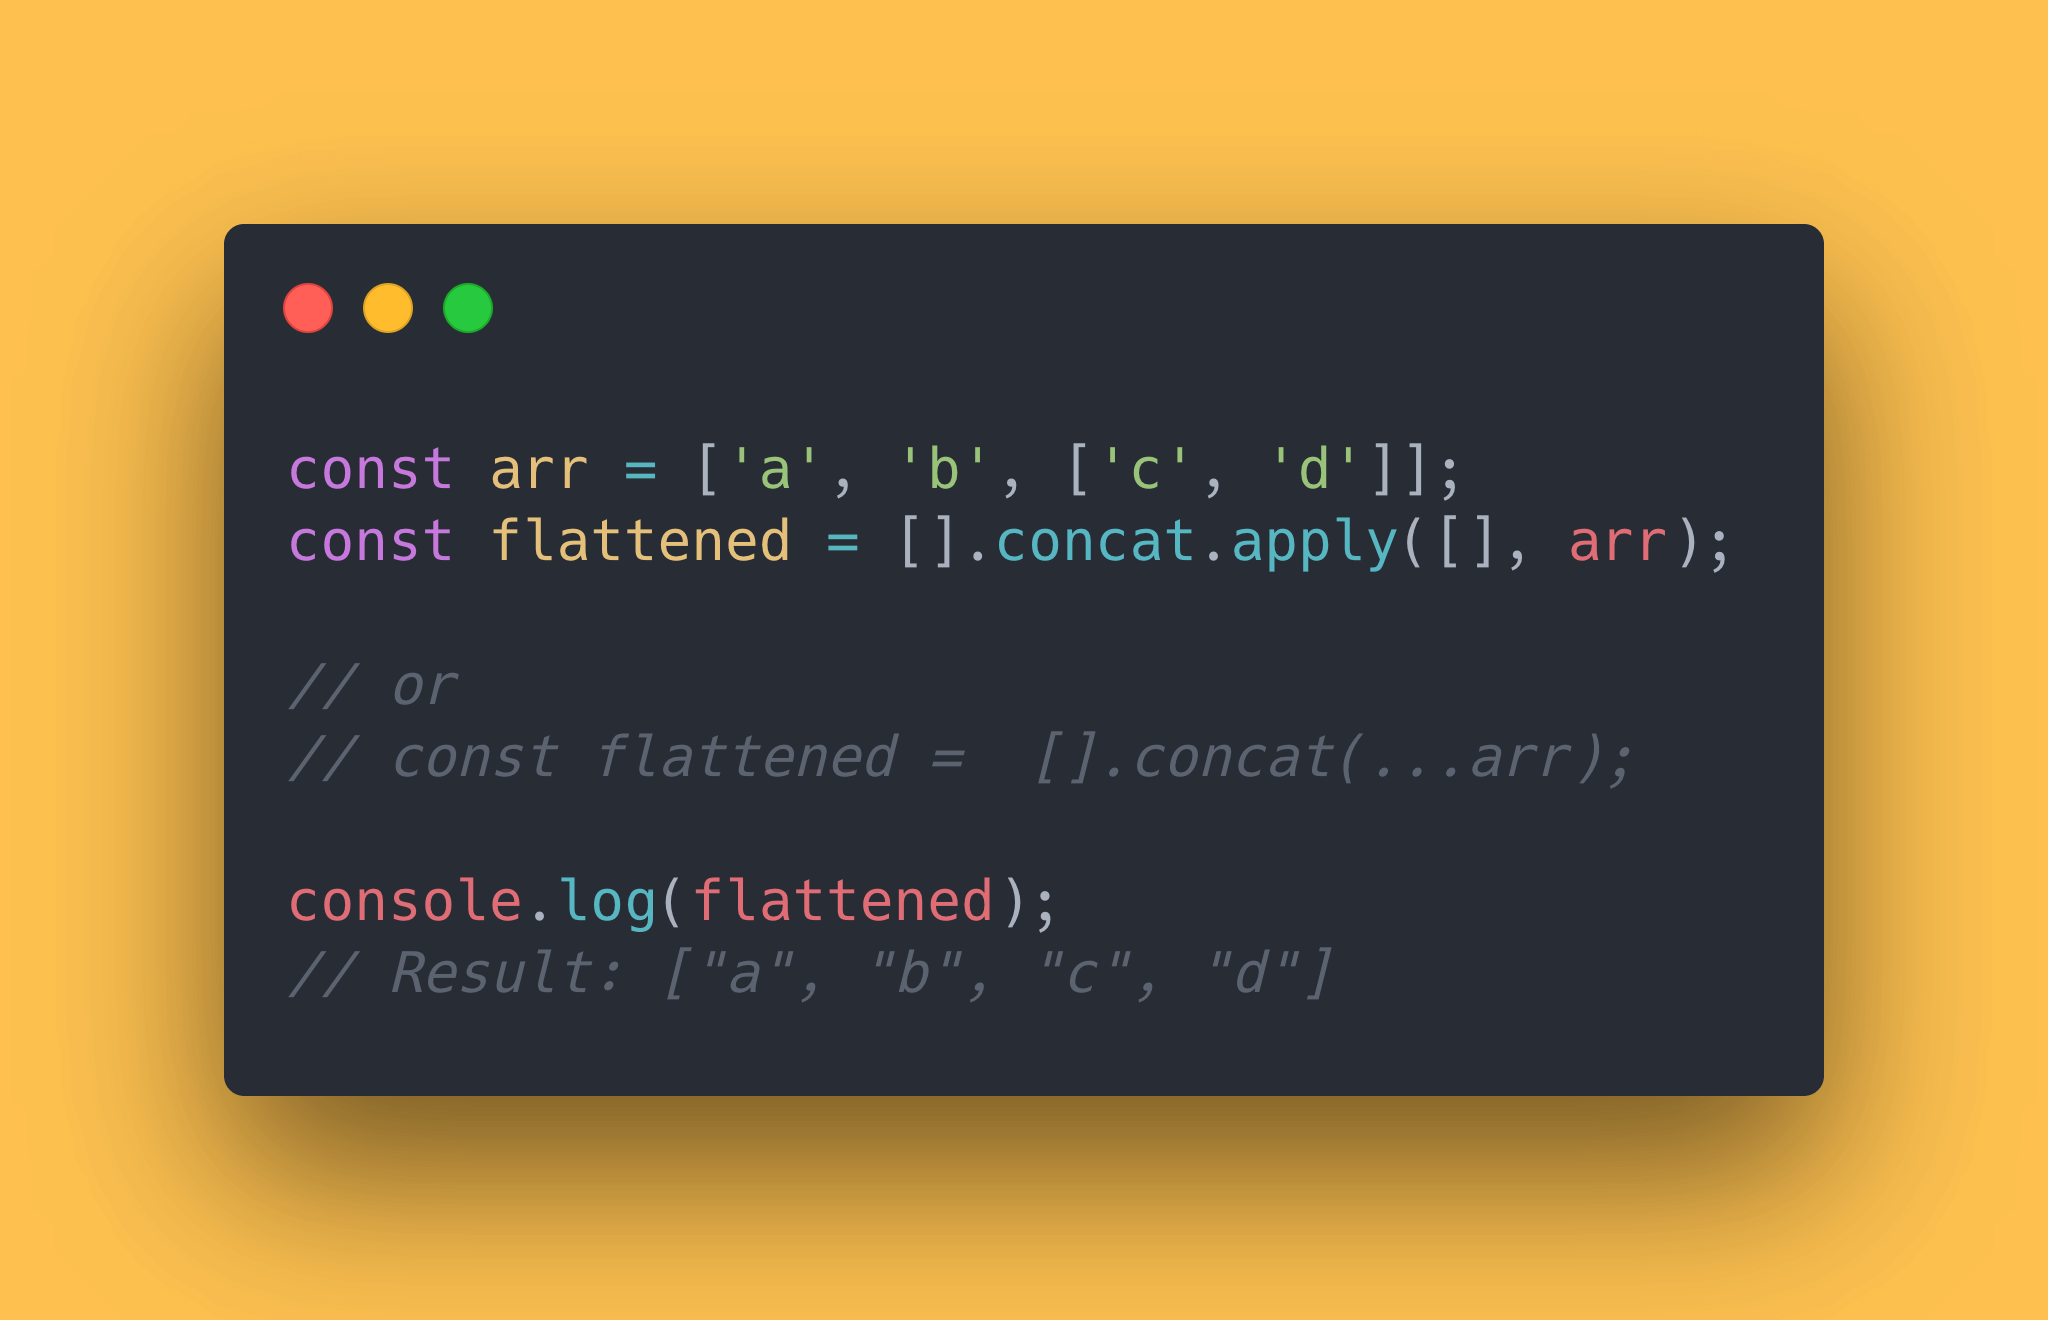 const arr = ['a', 'b', ['c', 'd']];
const flattened = [].concat.apply([], arr);
// or
// const flattened =  [].concat(...arr);
console.log(flattened);
// Result: ["a", "b", "c", "d"]